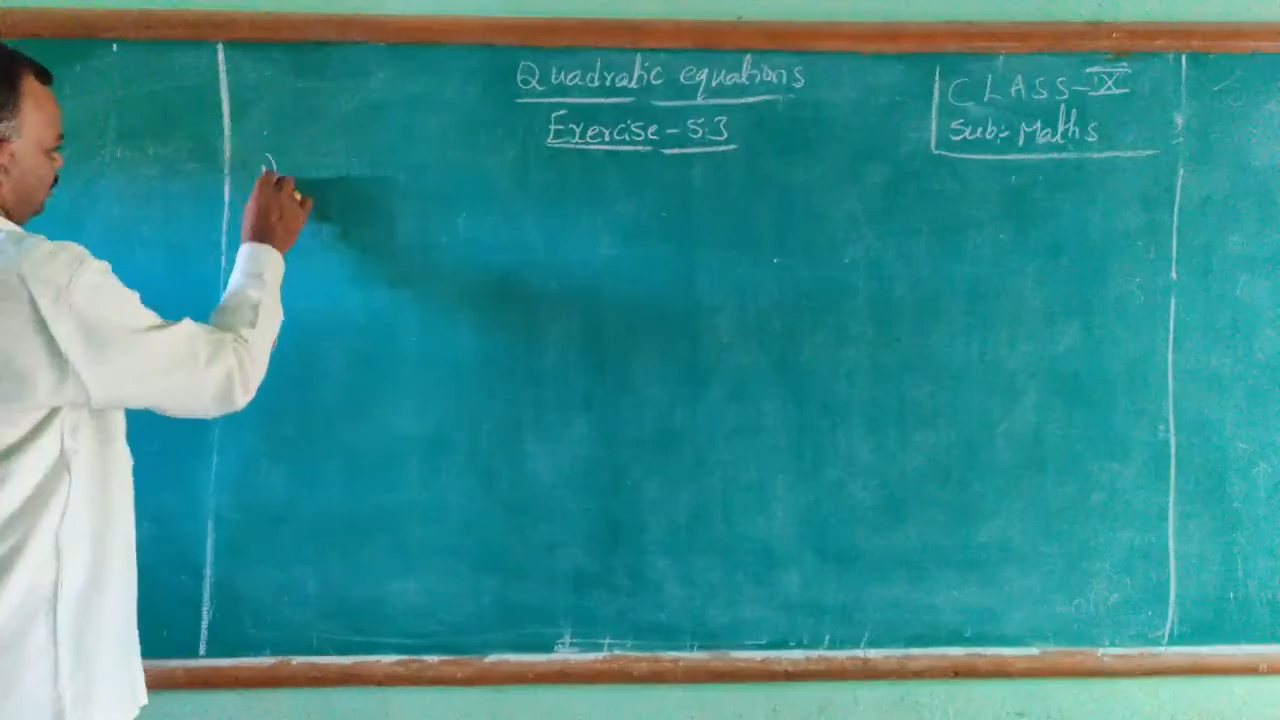 Quadratic equations
Exercise - 5.3
CLASS - IX
Sub:- Maths
)